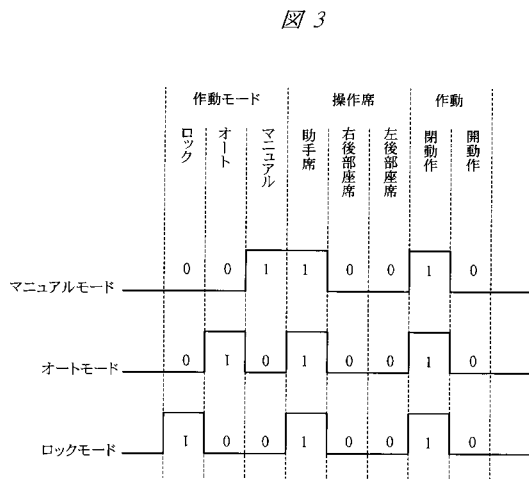 図 3
作動モード 操作席 作動
ロック オート マニュアル 助手席 右後部座席 左後部座席 閉動作 開動作
0 0 1 1 0 0 1 0
マニュアルモード
0 1 0 1 0 0 1 0
オートモード
1 0 0 1 0 0 1 0
ロックモード